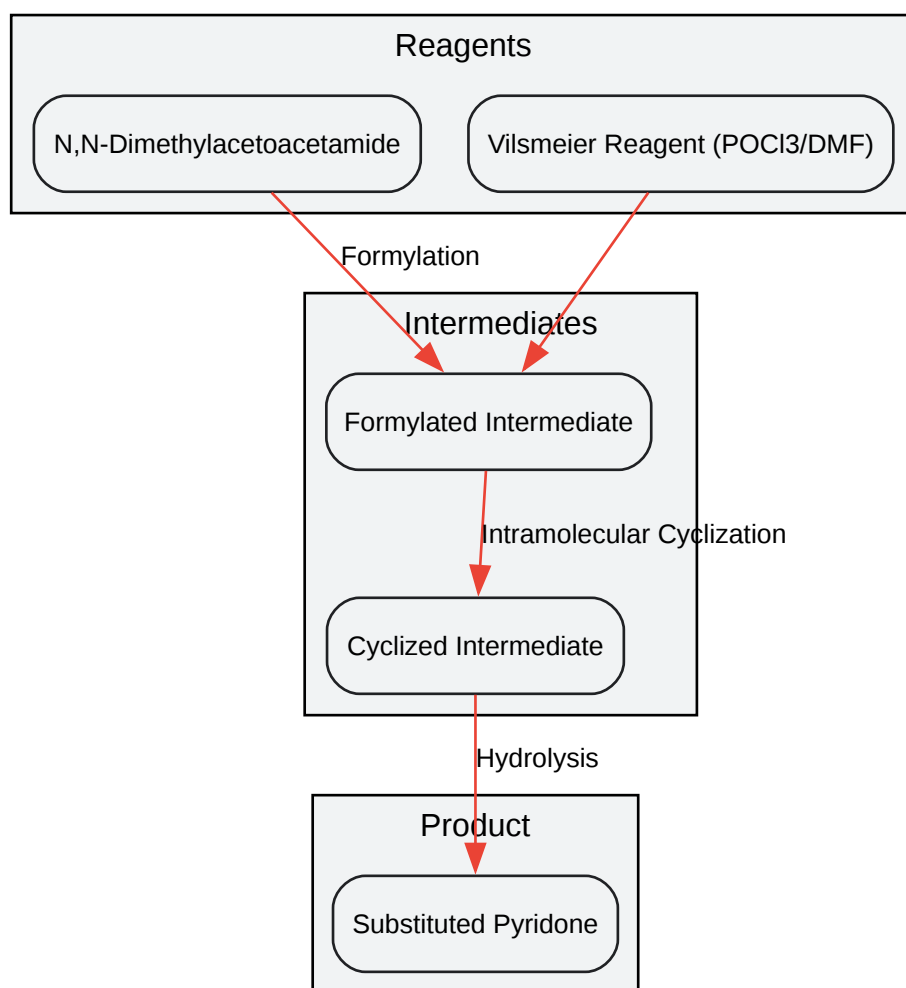 Reagents
N,N-Dimethylacetoacetamide
Vilsmeier Reagent (POCl3/DMF)
Formylation
Intermediates
Formylated Intermediate
Intramolecular Cyclization
Cyclized Intermediate
Hydrolysis
Product
Substituted Pyridone